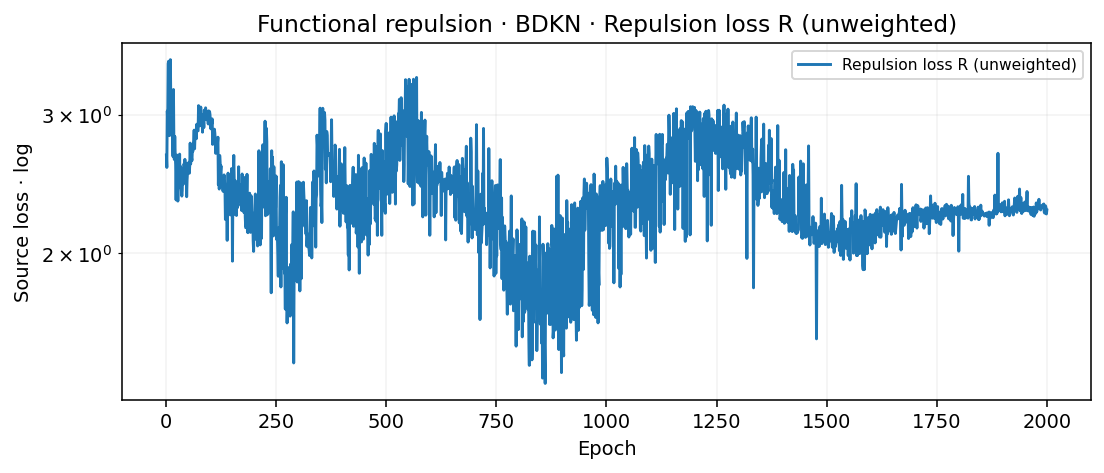 Functional repulsion · BDKN · Repulsion loss R (unweighted)
Repulsion loss R (unweighted)
3 × 10⁰
2 × 10⁰
Source loss · log
0 250 500 750 1000 1250 1500 1750 2000
Epoch